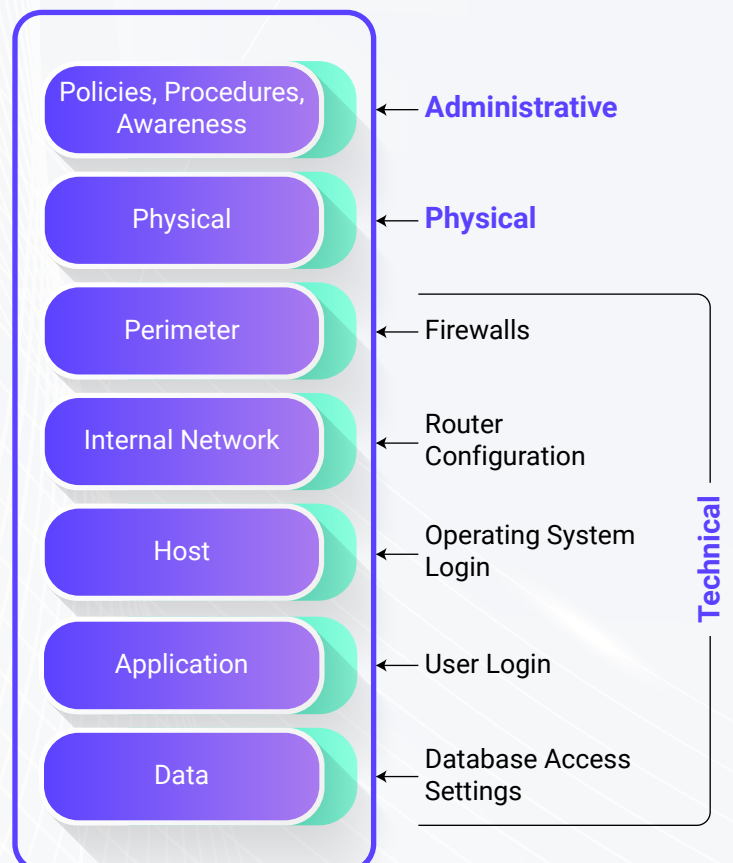 Policies, Procedures,
Awareness
Administrative
Physical
Physical
Perimeter
Firewalls
Internal Network
Router
Configuration
Host
Operating System
Login
Application
User Login
Data
Database Access
Settings
Technical